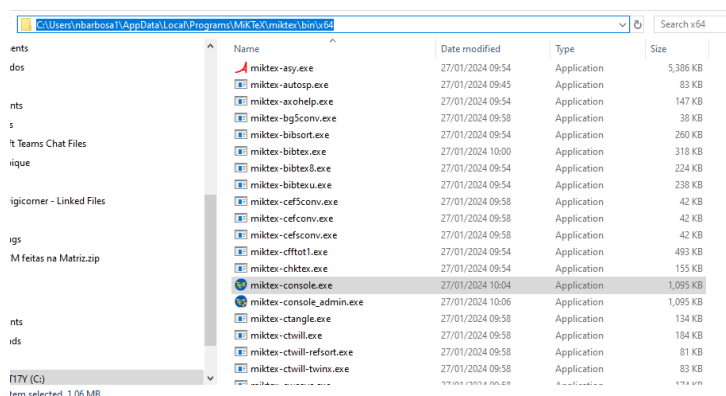 C:\Users\nbarbosa1\AppData\Local\Programs\MiKTeX\miktex\bin\x64
Search x64
Name Date modified Type Size
ents
dos
nts
s
ft Teams Chat Files
ique
igicorner - Linked Files
ngs
M feitas na Matriz.zip
nts
ds
T17Y (C:)
miktex-asy.exe 27/01/2024 09:54 Application 5,386 KB
miktex-autosp.exe 27/01/2024 09:45 Application 83 KB
miktex-axohelp.exe 27/01/2024 09:54 Application 147 KB
miktex-bg5conv.exe 27/01/2024 09:58 Application 38 KB
miktex-bibsort.exe 27/01/2024 09:54 Application 260 KB
miktex-bibtex.exe 27/01/2024 10:00 Application 318 KB
miktex-bibtex8.exe 27/01/2024 09:54 Application 224 KB
miktex-bibtexu.exe 27/01/2024 09:54 Application 238 KB
miktex-cef5conv.exe 27/01/2024 09:58 Application 42 KB
miktex-cefconv.exe 27/01/2024 09:58 Application 42 KB
miktex-cefsconv.exe 27/01/2024 09:58 Application 42 KB
miktex-cfftot1.exe 27/01/2024 09:54 Application 493 KB
miktex-chktex.exe 27/01/2024 09:54 Application 155 KB
miktex-console.exe 27/01/2024 10:04 Application 1,095 KB
miktex-console_admin.exe 27/01/2024 10:06 Application 1,095 KB
miktex-ctangle.exe 27/01/2024 09:58 Application 134 KB
miktex-ctwill.exe 27/01/2024 09:58 Application 184 KB
miktex-ctwill-refsort.exe 27/01/2024 09:58 Application 81 KB
miktex-ctwill-twinx.exe 27/01/2024 09:58 Application 83 KB
tem selected 1.06 MB